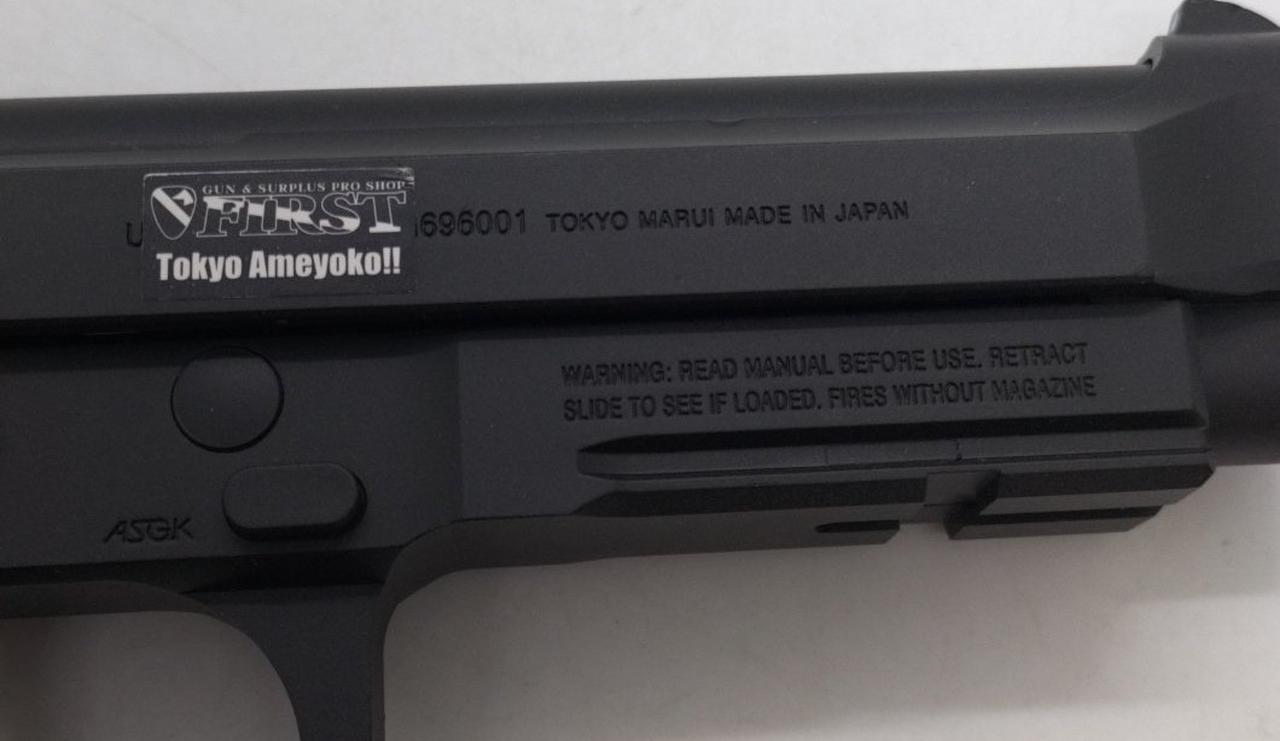 GUN & SURPLUS PRO SHOP
FIRST
Tokyo Ameyoko!!
696001 TOKYO MARUI MADE IN JAPAN
WARNING: READ MANUAL BEFORE USE. RETRACT
SLIDE TO SEE IF LOADED. FIRES WITHOUT MAGAZINE
ASGK